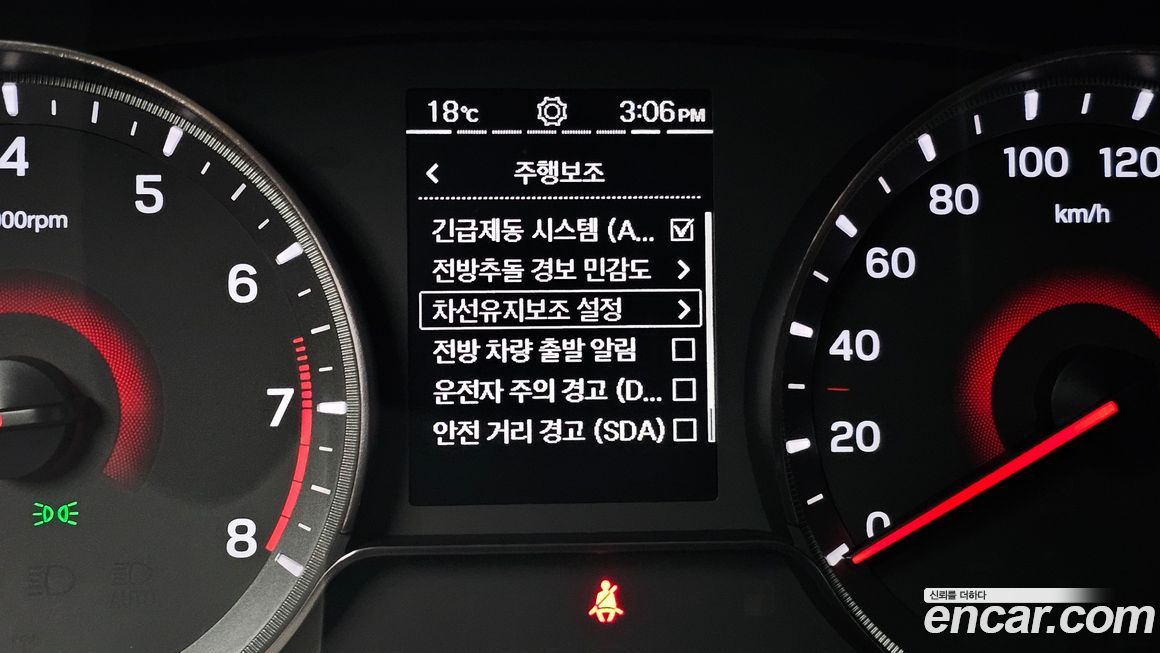 18℃ 3:06PM
주행보조
긴급제동 시스템 (A...
전방추돌 경보 민감도
차선유지보조 설정
전방 차량 출발 알림
운전자 주의 경고 (D...
안전 거리 경고 (SDA)
4
5
6
7
8
000rpm
0
20
40
60
80
100
120
km/h
AUTO
신뢰를 더하다
encar.com